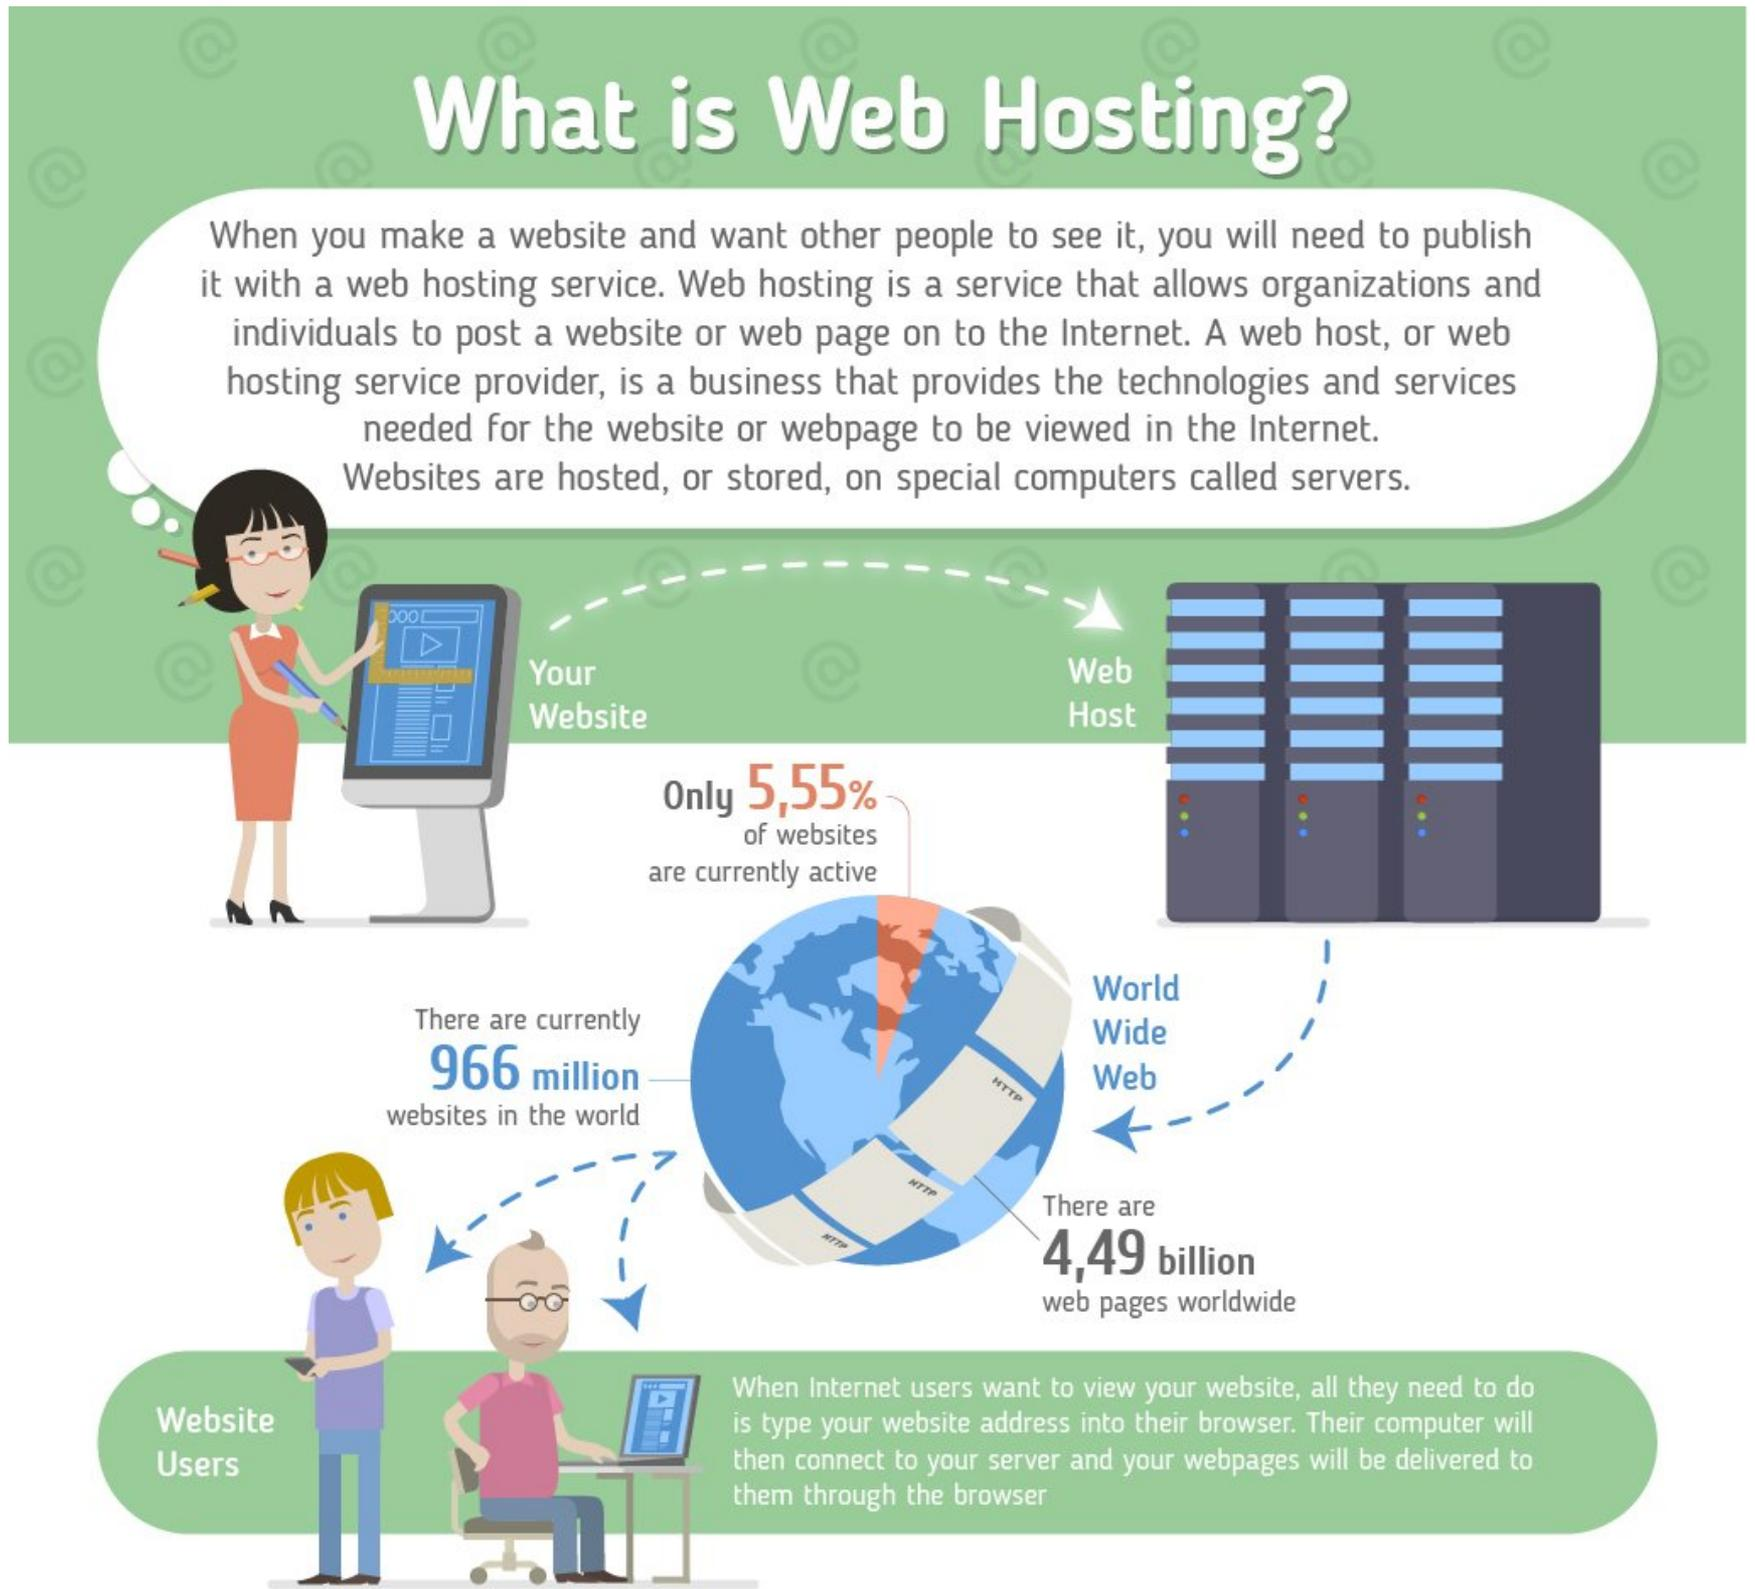 What is Web Hosting?
When you make a website and want other people to see it, you will need to publish
it with a web hosting service. Web hosting is a service that allows organizations and
individuals to post a website or web page on to the Internet. A web host, or web
hosting service provider, is a business that provides the technologies and services
needed for the website or webpage to be viewed in the Internet.
Websites are hosted, or stored, on special computers called servers.
Your
Website
Web
Host
Only 5,55%
of websites
are currently active
World
Wide
Web
There are currently
966 million
websites in the world
HTTP
HTTP
HTTP
There are
4,49 billion
web pages worldwide
Website
Users
When Internet users want to view your website, all they need to do
is type your website address into their browser. Their computer will
then connect to your server and your webpages will be delivered to
them through the browser